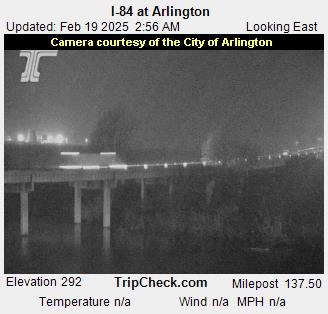 I-84 at Arlington
Updated: Feb 19 2025 2:56 AM Looking East
Camera courtesy of the City of Arlington
Elevation 292 TripCheck.com Milepost 137.50
Temperature n/a Wind n/a MPH n/a